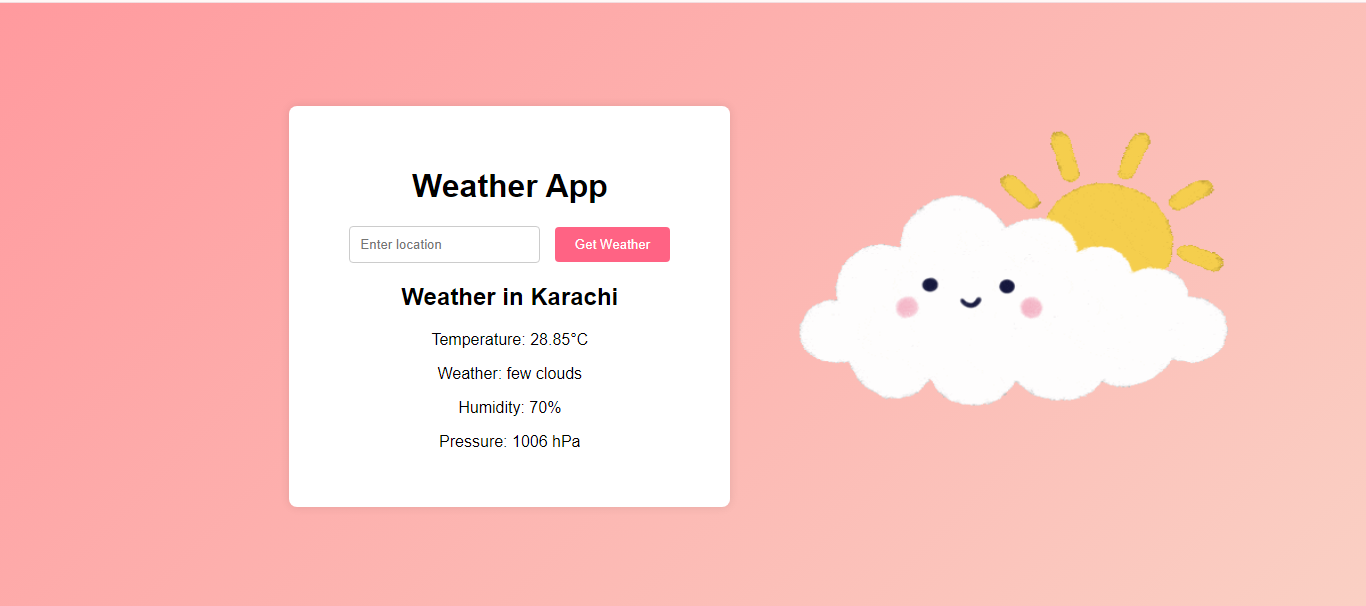 Weather App
Enter location
Get Weather
Weather in Karachi
Temperature: 28.85°C
Weather: few clouds
Humidity: 70%
Pressure: 1006 hPa